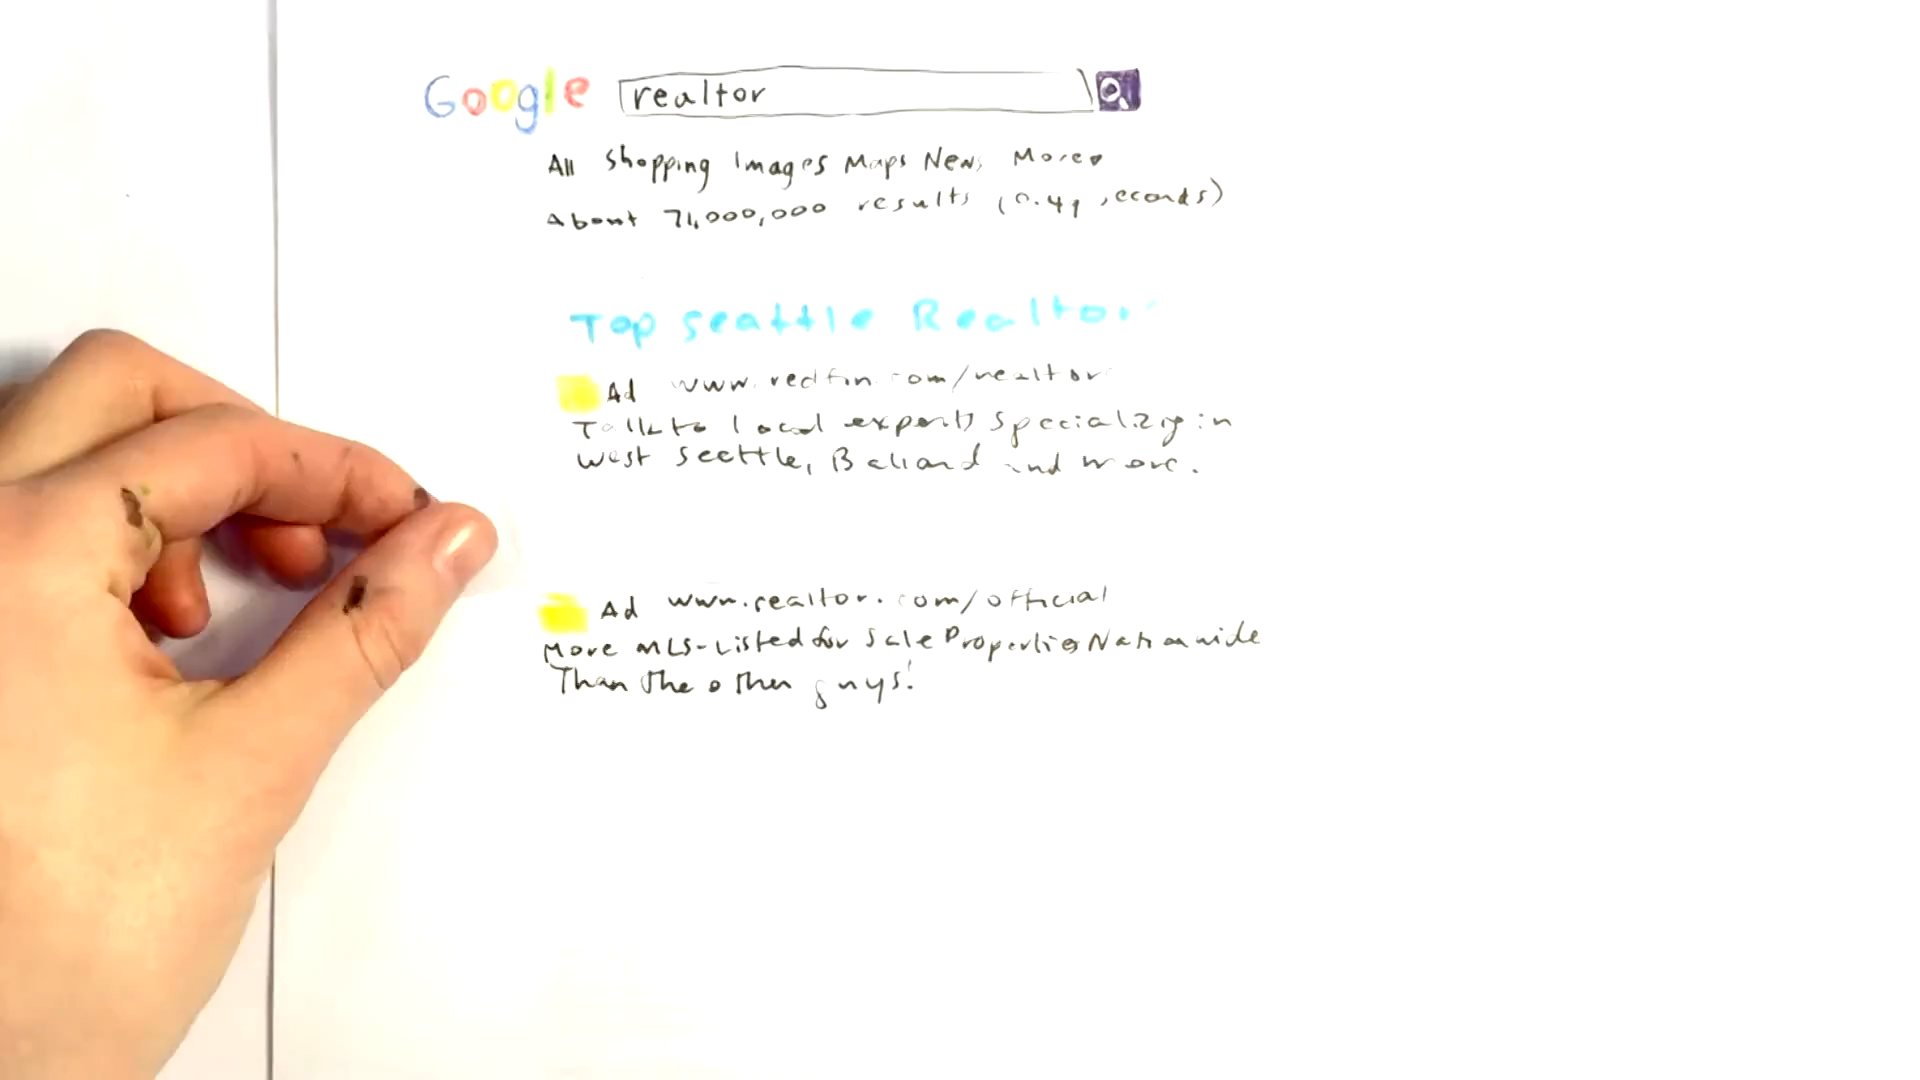 Google realtor
All Shopping Images Maps News More
About 71,000,000 results (0.49 seconds)
Top Seattle Realtor
Ad www.redfin.com/realtor
Talk to local experts specializing in
West Seattle, Ballard and more.
Ad www.realtor.com/official
More MLS-Listed for Sale Properties Nationwide
Than the other guys!